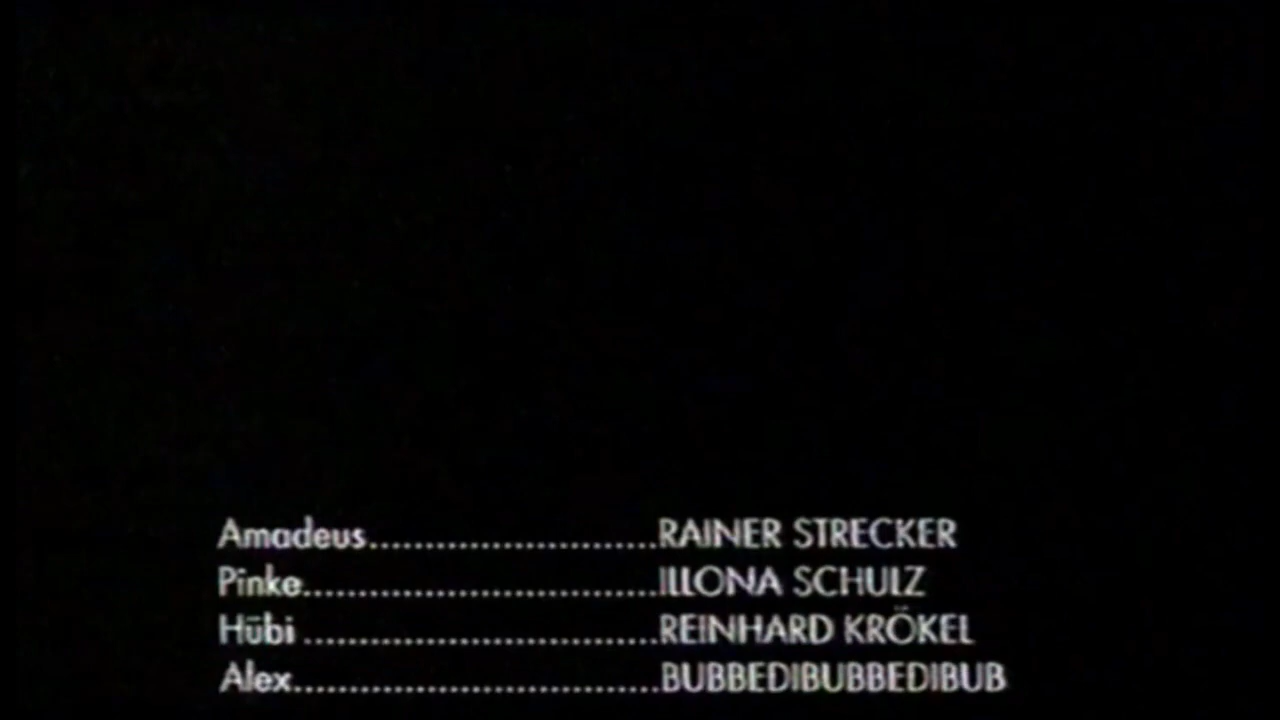 Amadeus.........................RAINER STRECKER
Pinke...............................ILLONA SCHULZ
Hübi ...............................REINHARD KRÖKEL
Alex................................BUBBEDIBUBBEDIBUB